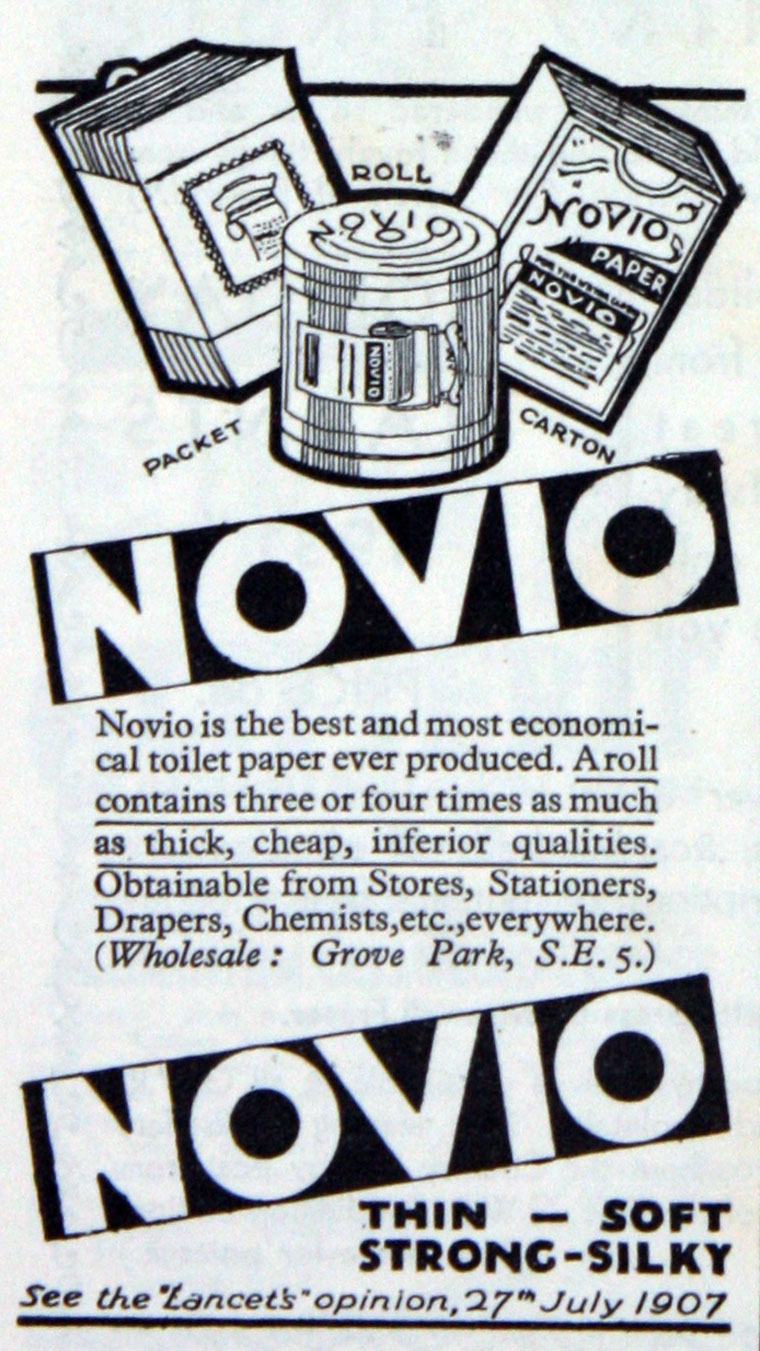 ROLL
NOVIO
NOVIO
PAPER
NOVIO
NOVIO
PACKET
CARTON
NOVIO
Novio is the best and most economi-
cal toilet paper ever produced. A roll
contains three or four times as much
as thick, cheap, inferior qualities.
Obtainable from Stores, Stationers,
Drapers, Chemists, etc., everywhere.
(Wholesale : Grove Park, S.E. 5.)
NOVIO
THIN — SOFT
STRONG-SILKY
See the "Lancet's" opinion, 27th July 1907